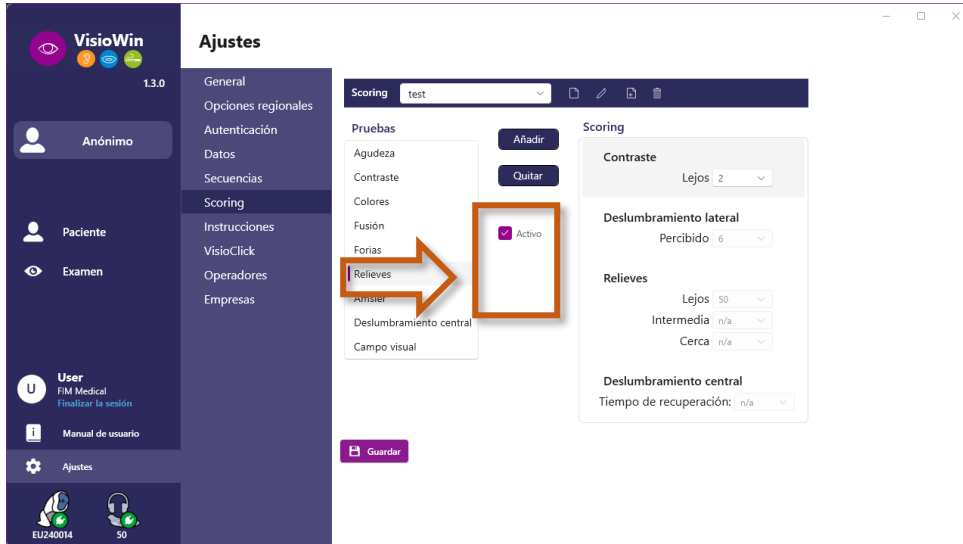 VisioWin
1.3.0
Anónimo
Paciente
Examen
U
User
FIM Medical
Finalizar la sesión
i
Manual de usuario
Ajustes
EU240014
50
Ajustes
General
Opciones regionales
Autenticación
Datos
Secuencias
Scoring
Instrucciones
VisioClick
Operadores
Empresas
Scoring
test
Pruebas
Agudeza
Contraste
Colores
Fusión
Forias
Relieves
Amsler
Deslumbramiento central
Campo visual
Añadir
Quitar
Activo
Scoring
Contraste
Lejos 2
Deslumbramiento lateral
Percibido 6
Relieves
Lejos 50
Intermedia n/a
Cerca n/a
Deslumbramiento central
Tiempo de recuperación: n/a
Guardar